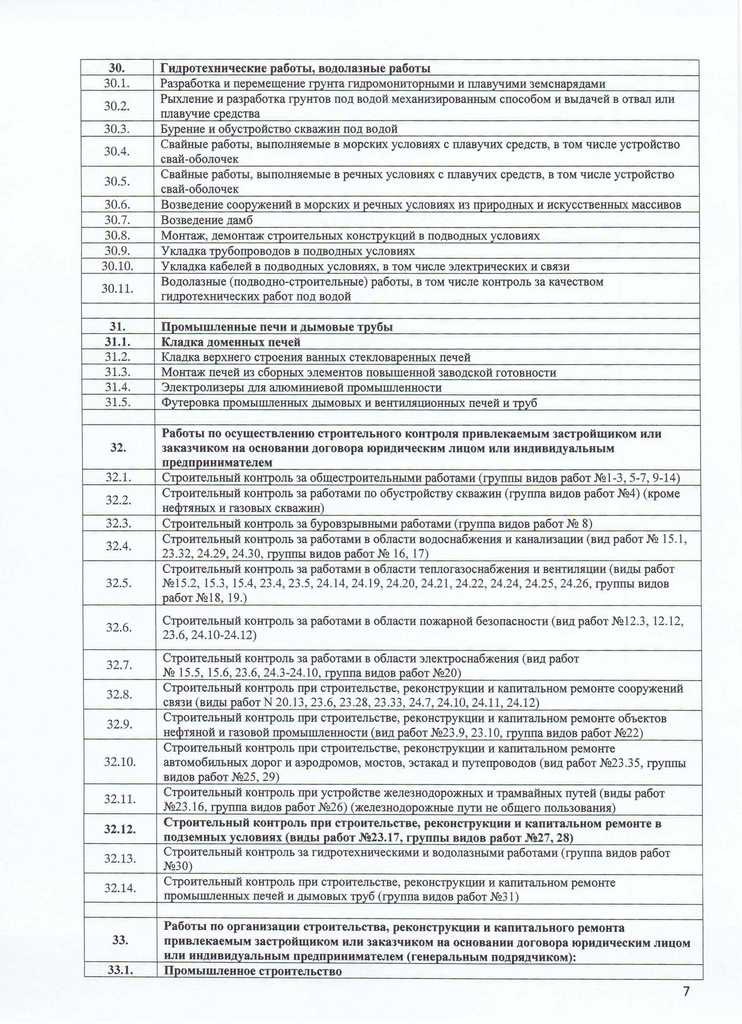 30. Гидротехнические работы, водолазные работы
30.1. Разработка и перемещение грунта гидромониторными и плавучими земснарядами
30.2. Рыхление и разработка грунтов под водой механизированным способом и выдачей в отвал или
плавучие средства
30.3. Бурение и обустройство скважин под водой
30.4. Свайные работы, выполняемые в морских условиях с плавучих средств, в том числе устройство
свай-оболочек
30.5. Свайные работы, выполняемые в речных условиях с плавучих средств, в том числе устройство
свай-оболочек
30.6. Возведение сооружений в морских и речных условиях из природных и искусственных массивов
30.7. Возведение дамб
30.8. Монтаж, демонтаж строительных конструкций в подводных условиях
30.9. Укладка трубопроводов в подводных условиях
30.10. Укладка кабелей в подводных условиях, в том числе электрических и связи
30.11. Водолазные (подводно-строительные) работы, в том числе контроль за качеством
гидротехнических работ под водой
31. Промышленные печи и дымовые трубы
31.1. Кладка доменных печей
31.2. Кладка верхнего строения ванных стекловаренных печей
31.3. Монтаж печей из сборных элементов повышенной заводской готовности
31.4. Электролизеры для алюминиевой промышленности
31.5. Футеровка промышленных дымовых и вентиляционных печей и труб
32. Работы по осуществлению строительного контроля привлекаемым застройщиком или
заказчиком на основании договора юридическим лицом или индивидуальным
предпринимателем
32.1. Строительный контроль за общестроительными работами (группы видов работ №1-3, 5-7, 9-14)
32.2. Строительный контроль за работами по обустройству скважин (группа видов работ №4) (кроме
нефтяных и газовых скважин)
32.3. Строительный контроль за буровзрывными работами (группа видов работ № 8)
32.4. Строительный контроль за работами в области водоснабжения и канализации (вид работ № 15.1,
23.32, 24.29, 24.30, группы видов работ № 16, 17)
32.5. Строительный контроль за работами в области теплогазоснабжения и вентиляции (виды работ
№15.2, 15.3, 15.4, 23.4, 23.5, 24.14, 24.19, 24.20, 24.21, 24.22, 24.24, 24.25, 24.26, группы видов
работ №18, 19.)
32.6. Строительный контроль за работами в области пожарной безопасности (вид работ №12.3, 12.12,
23.6, 24.10-24.12)
32.7. Строительный контроль за работами в области электроснабжения (вид работ
№ 15.5, 15.6, 23.6, 24.3-24.10, группа видов работ №20)
32.8. Строительный контроль при строительстве, реконструкции и капитальном ремонте сооружений
связи (виды работ N 20.13, 23.6, 23.28, 23.33, 24.7, 24.10, 24.11, 24.12)
32.9. Строительный контроль при строительстве, реконструкции и капитальном ремонте объектов
нефтяной и газовой промышленности (вид работ №23.9, 23.10, группа видов работ №22)
32.10. Строительный контроль при строительстве, реконструкции и капитальном ремонте
автомобильных дорог и аэродромов, мостов, эстакад и путепроводов (вид работ №23.35, группы
видов работ №25, 29)
32.11. Строительный контроль при устройстве железнодорожных и трамвайных путей (виды работ
№23.16, группа видов работ №26) (железнодорожные пути не общего пользования)
32.12. Строительный контроль при строительстве, реконструкции и капитальном ремонте в
подземных условиях (виды работ №23.17, группы видов работ №27, 28)
32.13. Строительный контроль за гидротехническими и водолазными работами (группа видов работ
№30)
32.14. Строительный контроль при строительстве, реконструкции и капитальном ремонте
промышленных печей и дымовых труб (группа видов работ №31)
33. Работы по организации строительства, реконструкции и капитального ремонта
привлекаемым застройщиком или заказчиком на основании договора юридическим лицом
или индивидуальным предпринимателем (генеральным подрядчиком):
33.1. Промышленное строительство
7